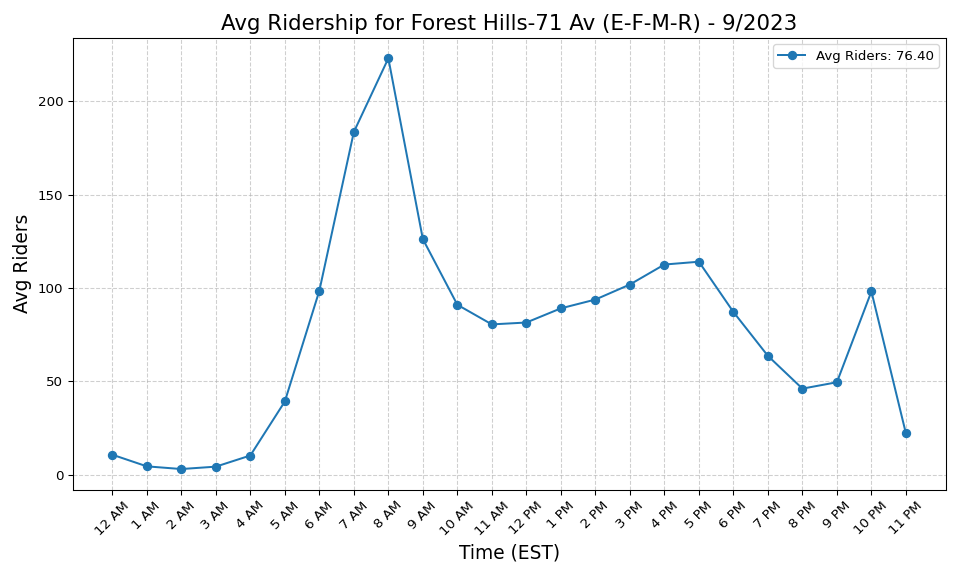 Avg Ridership for Forest Hills-71 Av (E-F-M-R) - 9/2023
Avg Riders: 76.40
Avg Riders
200
150
100
50
0
12 AM
1 AM
2 AM
3 AM
4 AM
5 AM
6 AM
7 AM
8 AM
9 AM
10 AM
11 AM
12 PM
1 PM
2 PM
3 PM
4 PM
5 PM
6 PM
7 PM
8 PM
9 PM
10 PM
11 PM
Time (EST)